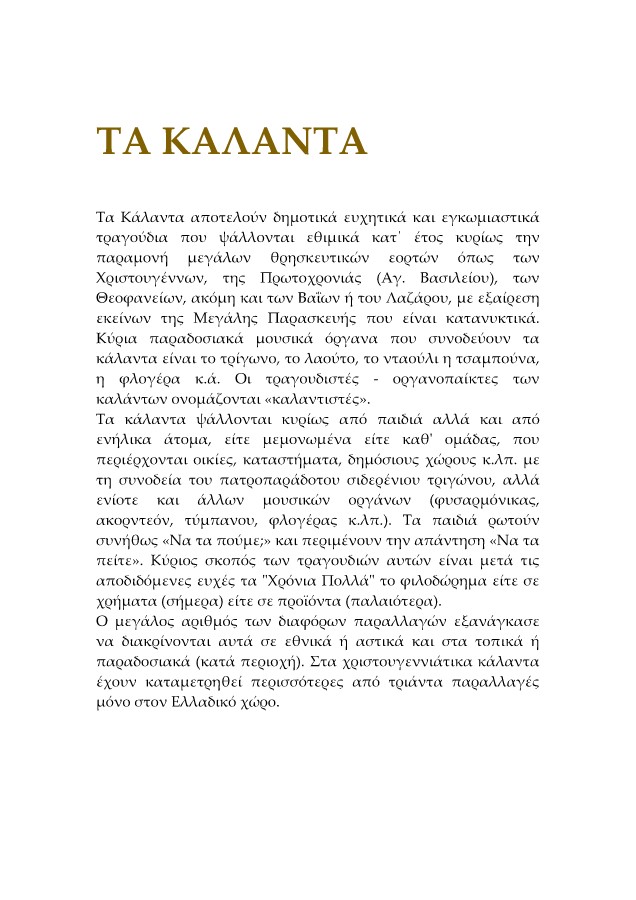 ΤΑ ΚΑΛΑΝΤΑ
Τα Κάλαντα αποτελούν δημοτικά ευχητικά και εγκωμιαστικά
τραγούδια που ψάλλονται εθιμικά κατ᾽ έτος κυρίως την
παραμονή μεγάλων θρησκευτικών εορτών όπως των
Χριστουγέννων, της Πρωτοχρονιάς (Αγ. Βασιλείου), των
Θεοφανείων, ακόμη και των Βαΐων ή του Λαζάρου, με εξαίρεση
εκείνων της Μεγάλης Παρασκευής που είναι κατανυκτικά.
Κύρια παραδοσιακά μουσικά όργανα που συνοδεύουν τα
κάλαντα είναι το τρίγωνο, το λαούτο, το νταούλι η τσαμπούνα,
η φλογέρα κ.ά. Οι τραγουδιστές - οργανοπαίκτες των
καλάντων ονομάζονται «καλαντιστές».
Τα κάλαντα ψάλλονται κυρίως από παιδιά αλλά και από
ενήλικα άτομα, είτε μεμονωμένα είτε καθ' ομάδας, που
περιέρχονται οικίες, καταστήματα, δημόσιους χώρους κ.λπ. με
τη συνοδεία του πατροπαράδοτου σιδερένιου τριγώνου, αλλά
ενίοτε και άλλων μουσικών οργάνων (φυσαρμόνικας,
ακορντεόν, τύμπανου, φλογέρας κ.λπ.). Τα παιδιά ρωτούν
συνήθως «Να τα πούμε;» και περιμένουν την απάντηση «Να τα
πείτε». Κύριος σκοπός των τραγουδιών αυτών είναι μετά τις
αποδιδόμενες ευχές τα "Χρόνια Πολλά" το φιλοδώρημα είτε σε
χρήματα (σήμερα) είτε σε προϊόντα (παλαιότερα).
Ο μεγάλος αριθμός των διαφόρων παραλλαγών εξανάγκασε
να διακρίνονται αυτά σε εθνικά ή αστικά και στα τοπικά ή
παραδοσιακά (κατά περιοχή). Στα χριστουγεννιάτικα κάλαντα
έχουν καταμετρηθεί περισσότερες από τριάντα παραλλαγές
μόνο στον Ελλαδικό χώρο.